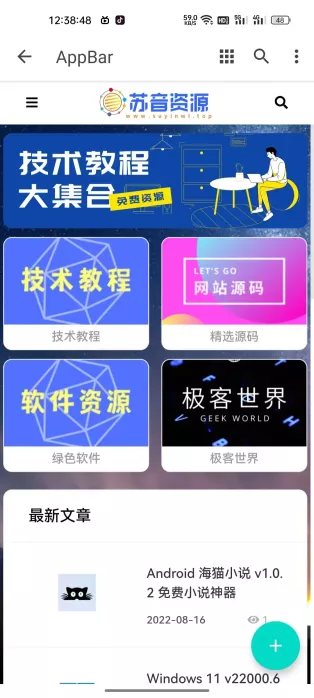 12:38:48
59.0
KB/S
HD
5G
4G
48
AppBar
苏音资源
www.suyinwl.top
技术教程
大集合
免费资源
技术教程
LET'S GO
网站源码
技术教程
精选源码
软件资源
极客世界
GEEK WORLD
绿色软件
极客世界
最新文章
Android 海猫小说 v1.0.
2 免费小说神器
2022-08-16
1
Windows 11 v22000.6